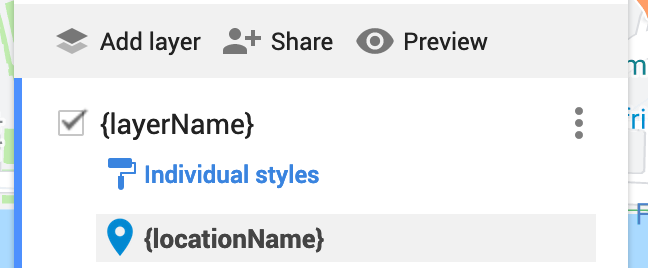 Add layer Share Preview
{layerName}
Individual styles
{locationName}